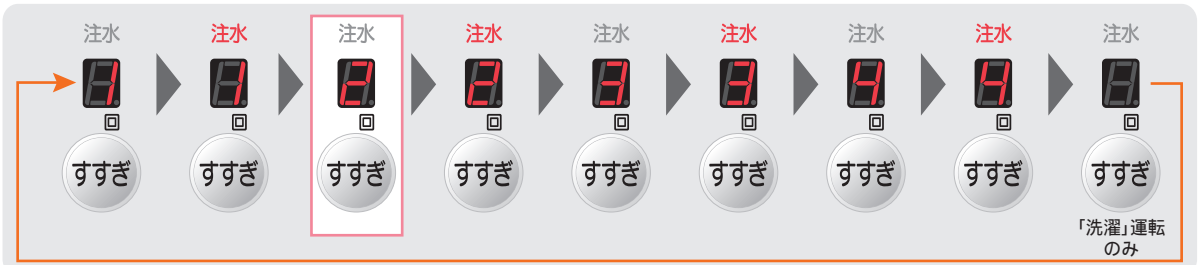 注水 注水 注水 注水 注水 注水 注水 注水 注水
1 1 2 2 3 3 4 4
回 回 回 回 回 回 回 回 回
すすぎ すすぎ すすぎ すすぎ すすぎ すすぎ すすぎ すすぎ すすぎ
「洗濯」運転
のみ